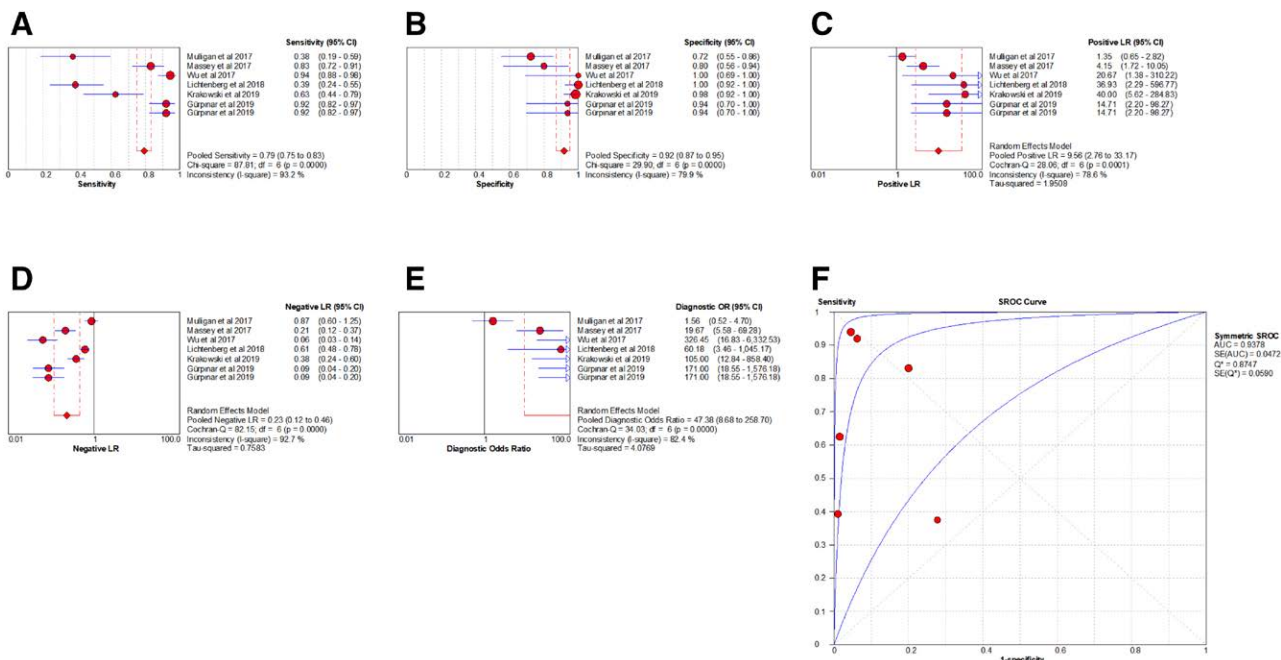 A
Sensitivity (95% CI)
Mulligan et al 2017 0.38 (0.19 - 0.59)
Massey et al 2017 0.83 (0.72 - 0.91)
Wu et al 2017 0.94 (0.88 - 0.98)
Lichtenberg et al 2018 0.39 (0.24 - 0.55)
Krakowski et al 2019 0.63 (0.44 - 0.79)
Gürpınar et al 2019 0.92 (0.82 - 0.97)
Gürpınar et al 2019 0.92 (0.82 - 0.97)
Pooled Sensitivity = 0.79 (0.75 to 0.83)
Chi-square = 87.81; df = 6 (p = 0.0000)
Inconsistency (I-square) = 93.2 %
0 0.2 0.4 0.6 0.8 1
Sensitivity
B
Specificity (95% CI)
Mulligan et al 2017 0.72 (0.55 - 0.86)
Massey et al 2017 0.80 (0.56 - 0.94)
Wu et al 2017 1.00 (0.69 - 1.00)
Lichtenberg et al 2018 1.00 (0.92 - 1.00)
Krakowski et al 2019 0.98 (0.92 - 1.00)
Gürpınar et al 2019 0.94 (0.70 - 1.00)
Gürpınar et al 2019 0.94 (0.70 - 1.00)
Pooled Specificity = 0.92 (0.87 to 0.95)
Chi-square = 29.90; df = 6 (p = 0.0000)
Inconsistency (I-square) = 79.9 %
0 0.2 0.4 0.6 0.8 1
Specificity
C
Positive LR (95% CI)
Mulligan et al 2017 1.35 (0.65 - 2.82)
Massey et al 2017 4.15 (1.72 - 10.05)
Wu et al 2017 20.67 (1.38 - 310.22)
Lichtenberg et al 2018 36.93 (2.29 - 596.77)
Krakowski et al 2019 40.00 (5.62 - 284.83)
Gürpınar et al 2019 14.71 (2.20 - 98.27)
Gürpınar et al 2019 14.71 (2.20 - 98.27)
Random Effects Model
Pooled Positive LR = 9.56 (2.76 to 33.17)
Cochran-Q = 28.06; df = 6 (p = 0.0001)
Inconsistency (I-square) = 78.6 %
Tau-squared = 1.9508
0.01 1 100.0
Positive LR
D
Negative LR (95% CI)
Mulligan et al 2017 0.87 (0.60 - 1.25)
Massey et al 2017 0.21 (0.12 - 0.37)
Wu et al 2017 0.06 (0.03 - 0.14)
Lichtenberg et al 2018 0.61 (0.48 - 0.78)
Krakowski et al 2019 0.38 (0.24 - 0.60)
Gürpınar et al 2019 0.09 (0.04 - 0.20)
Gürpınar et al 2019 0.09 (0.04 - 0.20)
Random Effects Model
Pooled Negative LR = 0.23 (0.12 to 0.46)
Cochran-Q = 82.15; df = 6 (p = 0.0000)
Inconsistency (I-square) = 92.7 %
Tau-squared = 0.7583
0.01 1 100.0
Negative LR
E
Diagnostic OR (95% CI)
Mulligan et al 2017 1.56 (0.52 - 4.70)
Massey et al 2017 19.67 (5.58 - 69.28)
Wu et al 2017 326.45 (16.83 - 6,332.53)
Lichtenberg et al 2018 60.18 (3.46 - 1,045.17)
Krakowski et al 2019 105.00 (12.84 - 858.40)
Gürpınar et al 2019 171.00 (18.55 - 1,576.18)
Gürpınar et al 2019 171.00 (18.55 - 1,576.18)
Random Effects Model
Pooled Diagnostic Odds Ratio = 47.38 (8.68 to 258.70)
Cochran-Q = 34.03; df = 6 (p = 0.0000)
Inconsistency (I-square) = 82.4 %
Tau-squared = 4.0769
0.01 1 100.0
Diagnostic Odds Ratio
F
Sensitivity
SROC Curve
1
0.9
0.8
0.7
0.6
0.5
0.4
0.3
0.2
0.1
0
0 0.2 0.4 0.6 0.8 1
1-specificity
Symmetric SROC
AUC = 0.9378
SE(AUC) = 0.0472
Q* = 0.8747
SE(Q*) = 0.0590